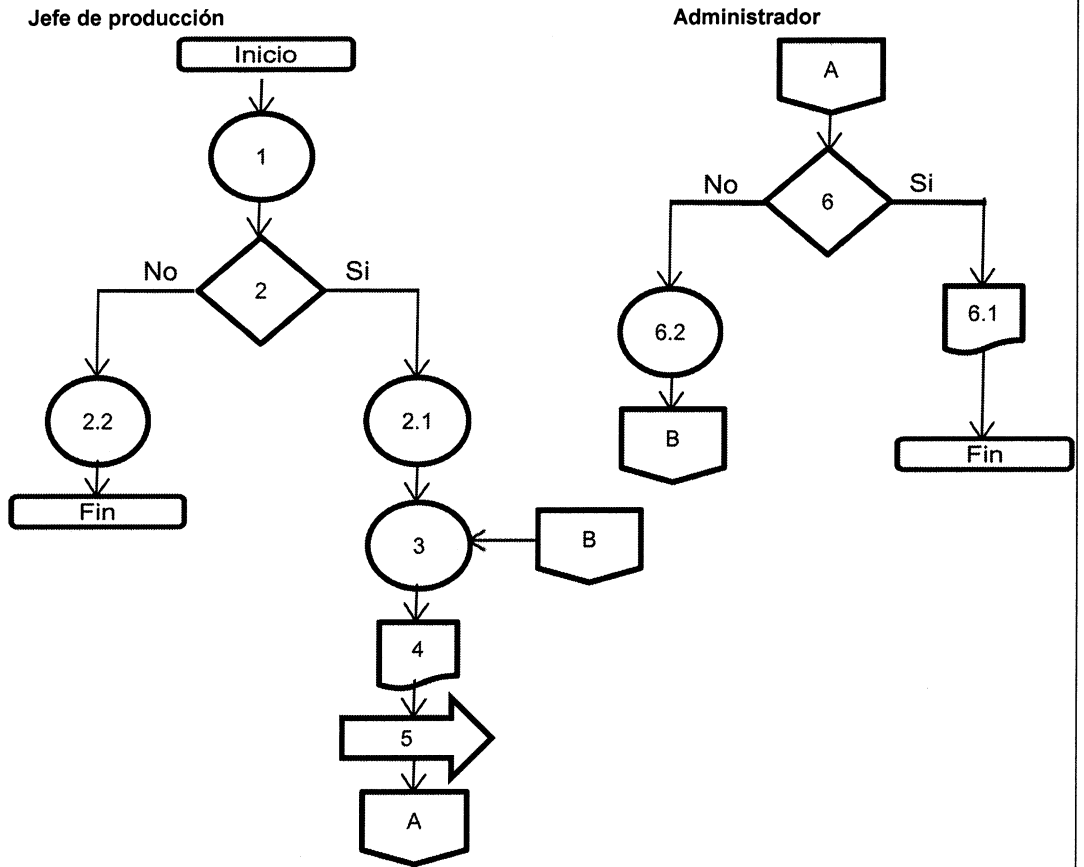 Jefe de producción
Inicio
1
2
No
Si
2.2
2.1
Fin
3
B
4
5
A
Administrador
A
6
No
Si
6.2
6.1
B
Fin